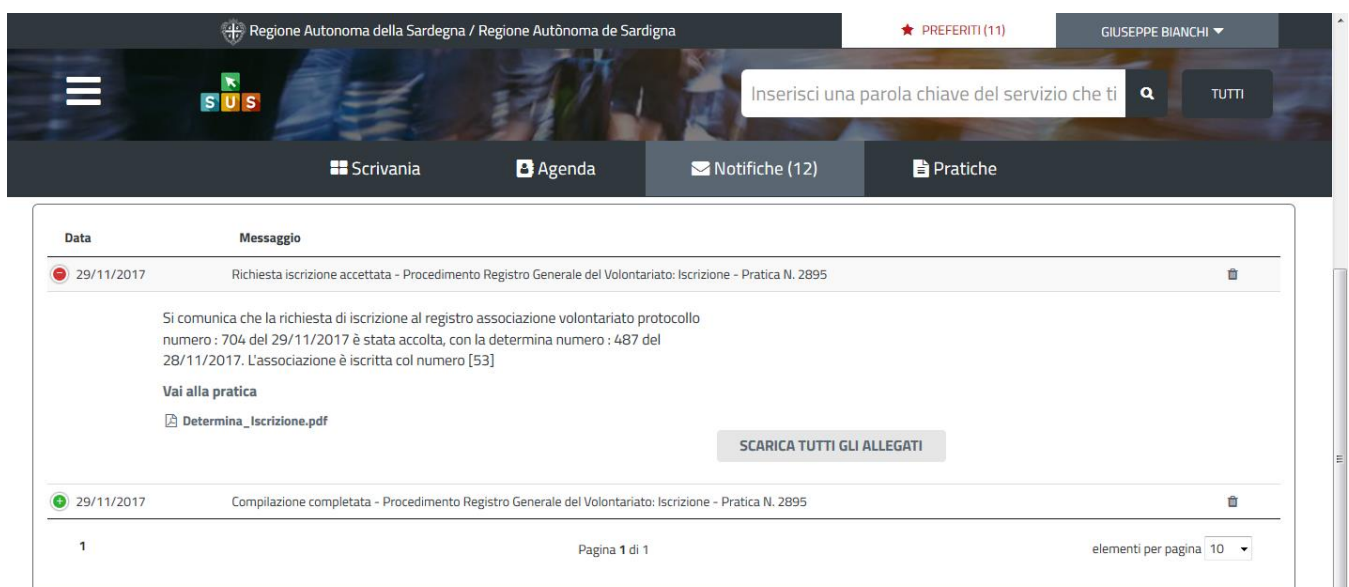 Regione Autonoma della Sardegna / Regione Autònoma de Sardigna
PREFERITI (11)
GIUSEPPE BIANCHI
SUS
Inserisci una parola chiave del servizio che ti
TUTTI
Scrivania
Agenda
Notifiche (12)
Pratiche
Data Messaggio
29/11/2017 Richiesta iscrizione accettata - Procedimento Registro Generale del Volontariato: Iscrizione - Pratica N. 2895
Si comunica che la richiesta di iscrizione al registro associazione volontariato protocollo
numero : 704 del 29/11/2017 è stata accolta, con la determina numero : 487 del
28/11/2017. L'associazione è iscritta col numero [53]
Vai alla pratica
Determina_Iscrizione.pdf
SCARICA TUTTI GLI ALLEGATI
29/11/2017 Compilazione completata - Procedimento Registro Generale del Volontariato: Iscrizione - Pratica N. 2895
1 Pagina 1 di 1 elementi per pagina 10